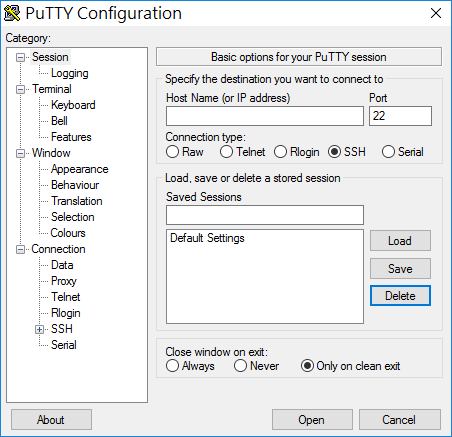 PuTTY Configuration
Category:
Session
Logging
Terminal
Keyboard
Bell
Features
Window
Appearance
Behaviour
Translation
Selection
Colours
Connection
Data
Proxy
Telnet
Rlogin
SSH
Serial
Basic options for your PuTTY session
Specify the destination you want to connect to
Host Name (or IP address) Port
22
Connection type:
Raw Telnet Rlogin SSH Serial
Load, save or delete a stored session
Saved Sessions
Default Settings
Load
Save
Delete
Close window on exit:
Always Never Only on clean exit
About Open Cancel